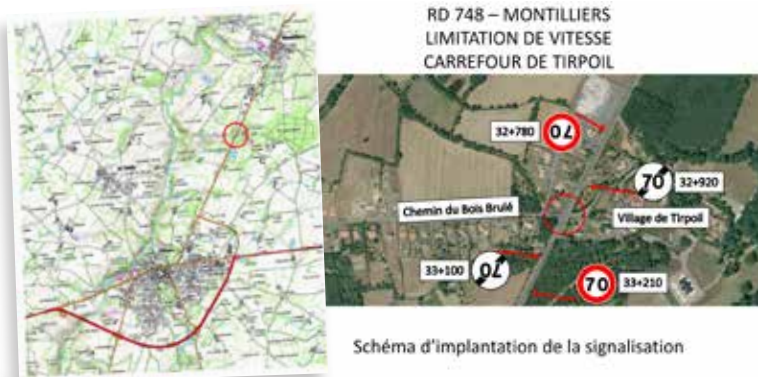 RD 748 – MONTILLIERS
LIMITATION DE VITESSE
CARREFOUR DE TIRPOIL
32+780
70
70
32+920
Chemin du Bois Brulé
Village de Tirpoil
33+100
70
70
33+210
Schéma d'implantation de la signalisation